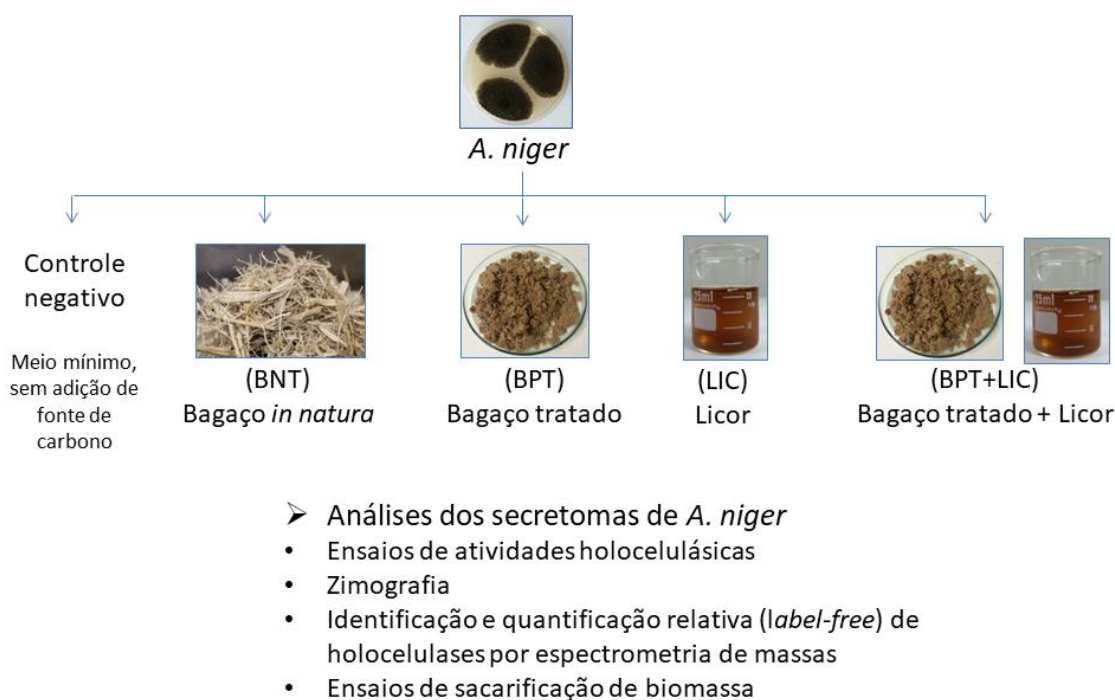 A. niger
Controle
negativo
Meio mínimo,
sem adição de
fonte de
carbono
(BNT)
Bagaço in natura
(BPT)
Bagaço tratado
(LIC)
Licor
(BPT+LIC)
Bagaço tratado + Licor
75ml
75ml
➢ Análises dos secretomas de A. niger
• Ensaios de atividades holocelulásicas
• Zimografia
• Identificação e quantificação relativa (label-free) de
holocelulases por espectrometria de massas
• Ensaios de sacarificação de biomassa